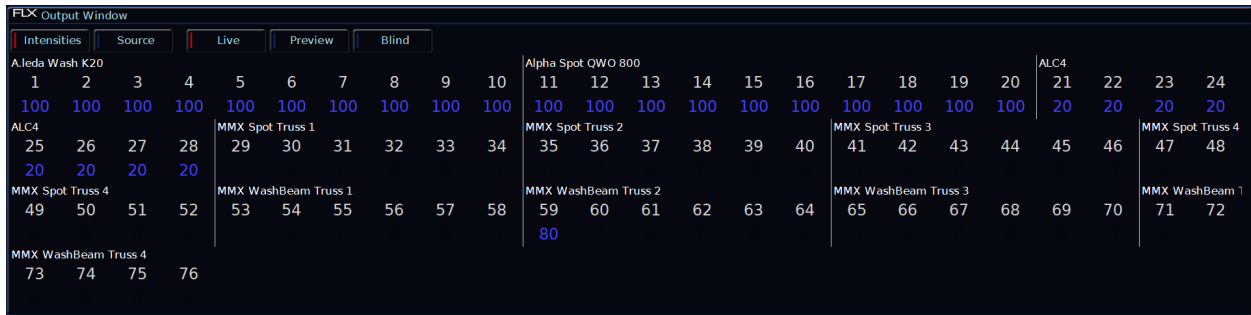 FLX Output Window
Intensities Source Live Preview Blind
A.leda Wash K20 Alpha Spot QWO 800 ALC4
1 2 3 4 5 6 7 8 9 10 11 12 13 14 15 16 17 18 19 20 21 22 23 24
100 100 100 100 100 100 100 100 100 100 100 100 100 100 100 100 100 100 100 100 20 20 20 20
ALC4 MMX Spot Truss 1 MMX Spot Truss 2 MMX Spot Truss 3 MMX Spot Truss 4
25 26 27 28 29 30 31 32 33 34 35 36 37 38 39 40 41 42 43 44 45 46 47 48
20 20 20 20
MMX Spot Truss 4 MMX WashBeam Truss 1 MMX WashBeam Truss 2 MMX WashBeam Truss 3 MMX WashBeam
49 50 51 52 53 54 55 56 57 58 59 60 61 62 63 64 65 66 67 68 69 70 71 72
80
MMX WashBeam Truss 4
73 74 75 76